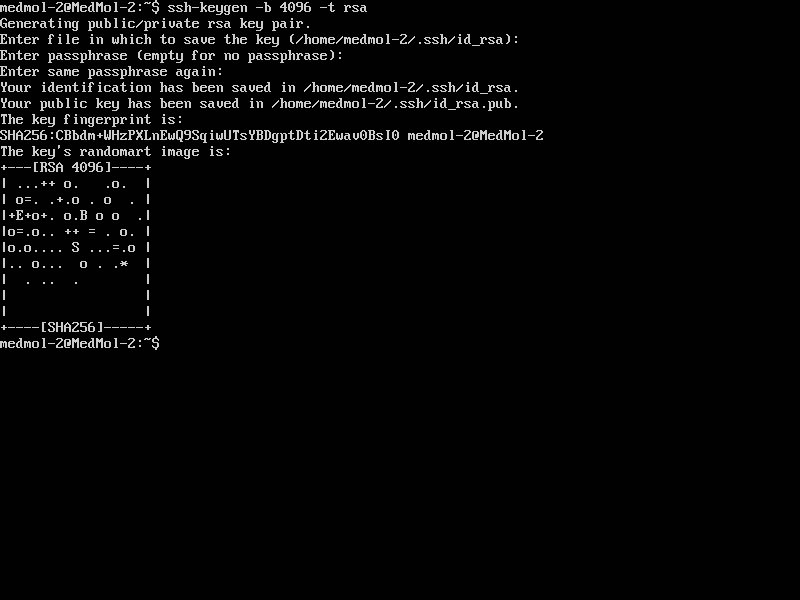 medmol-2@MedMol-2:~$ ssh-keygen -b 4096 -t rsa
Generating public/private rsa key pair.
Enter file in which to save the key (/home/medmol-2/.ssh/id_rsa):
Enter passphrase (empty for no passphrase):
Enter same passphrase again:
Your identification has been saved in /home/medmol-2/.ssh/id_rsa.
Your public key has been saved in /home/medmol-2/.ssh/id_rsa.pub.
The key fingerprint is:
SHA256:CBbdm+WHzPXLnEwQ9SqiwUTsYBDgptDti2Ewav0BsI0 medmol-2@MedMol-2
The key's randomart image is:
+---[RSA 4096]----+
| ...++ o.   .o.  |
| o=. .+.o . o  . |
|+E+o+. o.B o o  .|
|o=.o.. ++ = . o. |
|o.o.... S ...=.o |
|.. o...  o . .*  |
|  . ..  .        |
|                 |
|                 |
+----[SHA256]-----+
medmol-2@MedMol-2:~$